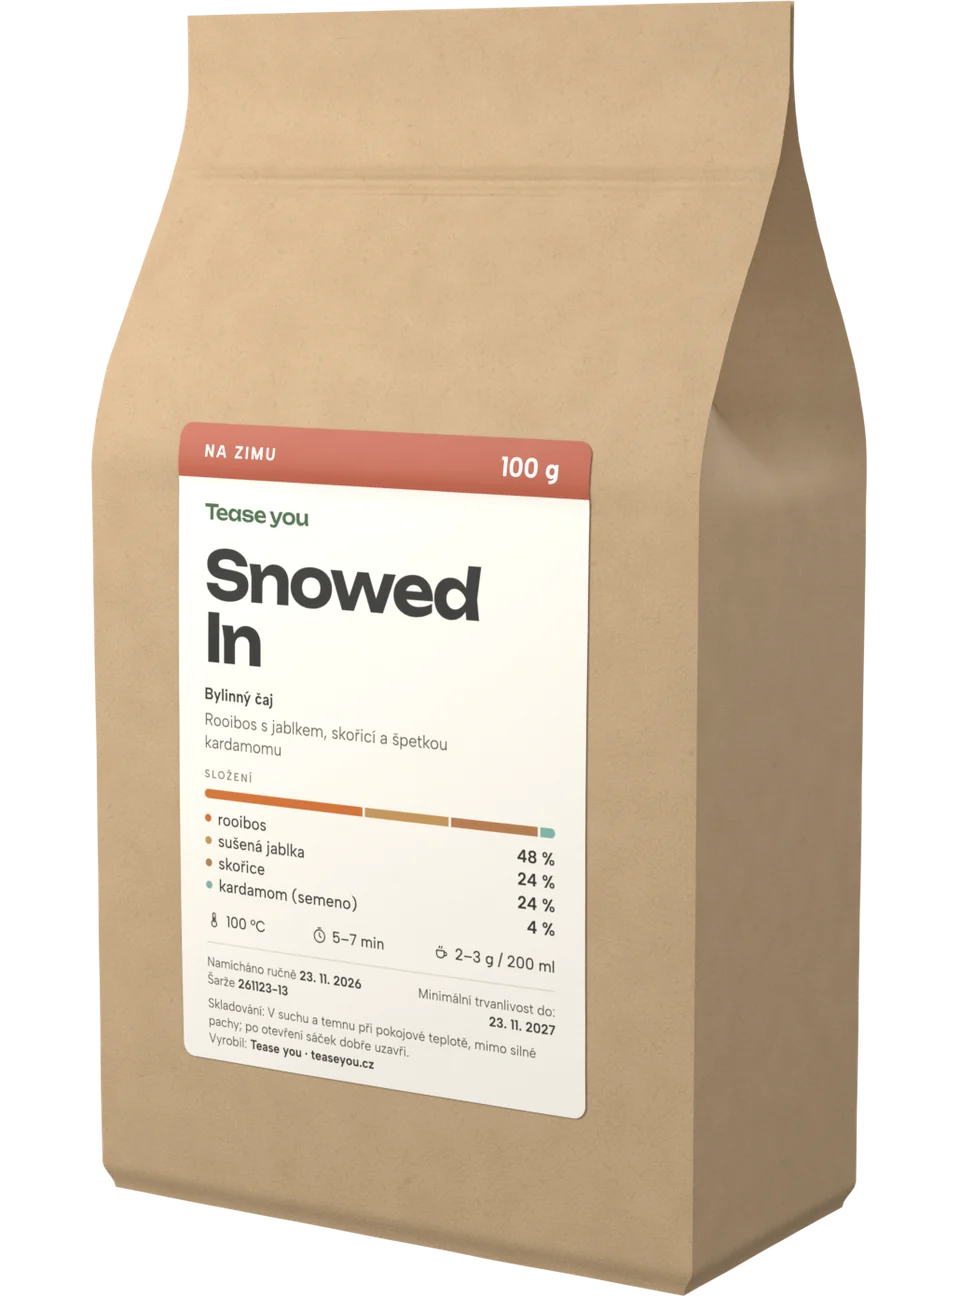 NA ZIMU
100 g
Tease you
Snowed
In
Bylinný čaj
Rooibos s jablkem, skořicí a špetkou
kardamomu
SLOŽENÍ
rooibos 48 %
sušená jablka 24 %
skořice 24 %
kardamom (semeno) 4 %
100 °C 5–7 min 2–3 g / 200 ml
Namícháno ručně 23. 11. 2026
Šarže 261123-13
Minimální trvanlivost do:
23. 11. 2027
Skladování: V suchu a temnu při pokojové teplotě, mimo silné
pachy; po otevření sáček dobře uzavři.
Vyrobil: Tease you · teaseyou.cz